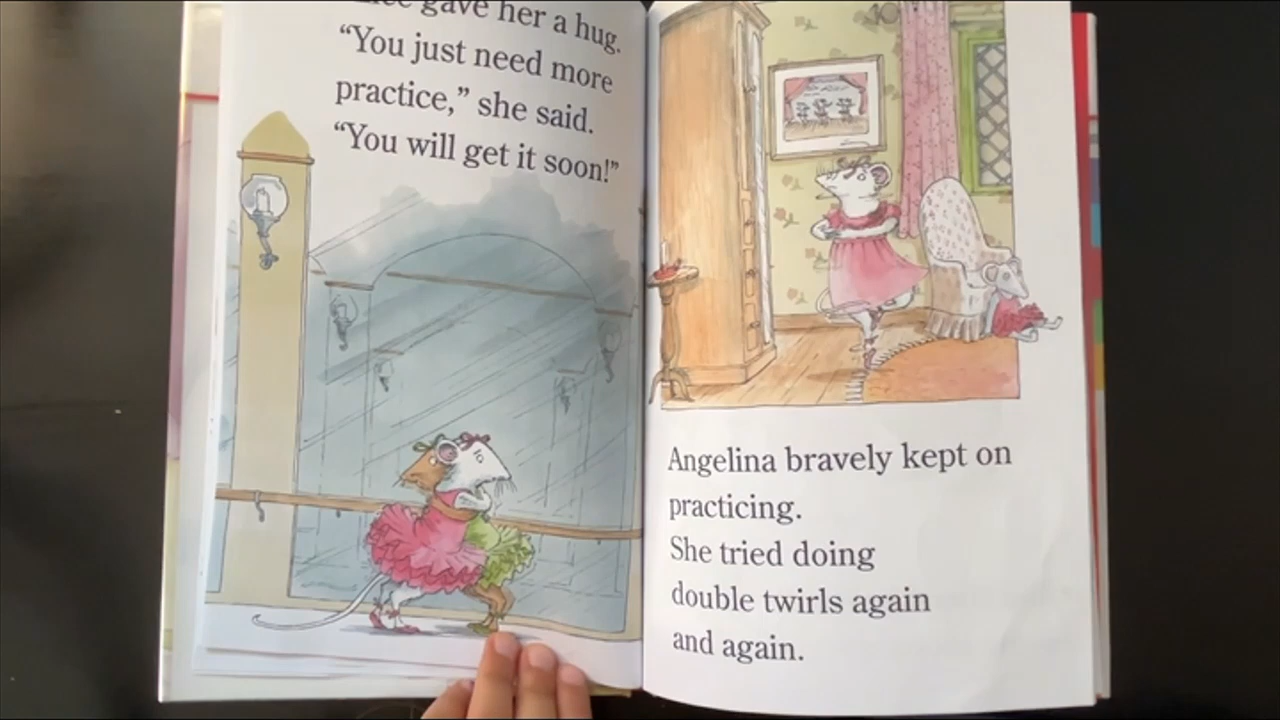 gave her a hug.
“You just need more
practice,” she said.
“You will get it soon!”
Angelina bravely kept on
practicing.
She tried doing
double twirls again
and again.